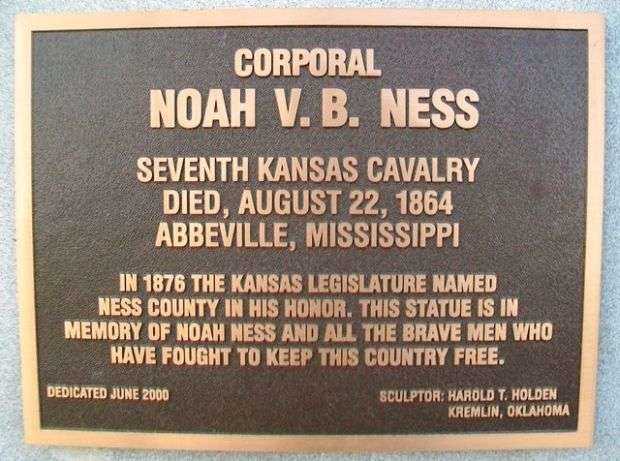 CORPORAL
NOAH V. B. NESS
SEVENTH KANSAS CAVALRY
DIED, AUGUST 22, 1864
ABBEVILLE, MISSISSIPPI
IN 1876 THE KANSAS LEGISLATURE NAMED
NESS COUNTY IN HIS HONOR. THIS STATUE IS IN
MEMORY OF NOAH NESS AND ALL THE BRAVE MEN WHO
HAVE FOUGHT TO KEEP THIS COUNTRY FREE.
DEDICATED JUNE 2000
SCULPTOR: HAROLD T. HOLDEN
KREMLIN, OKLAHOMA